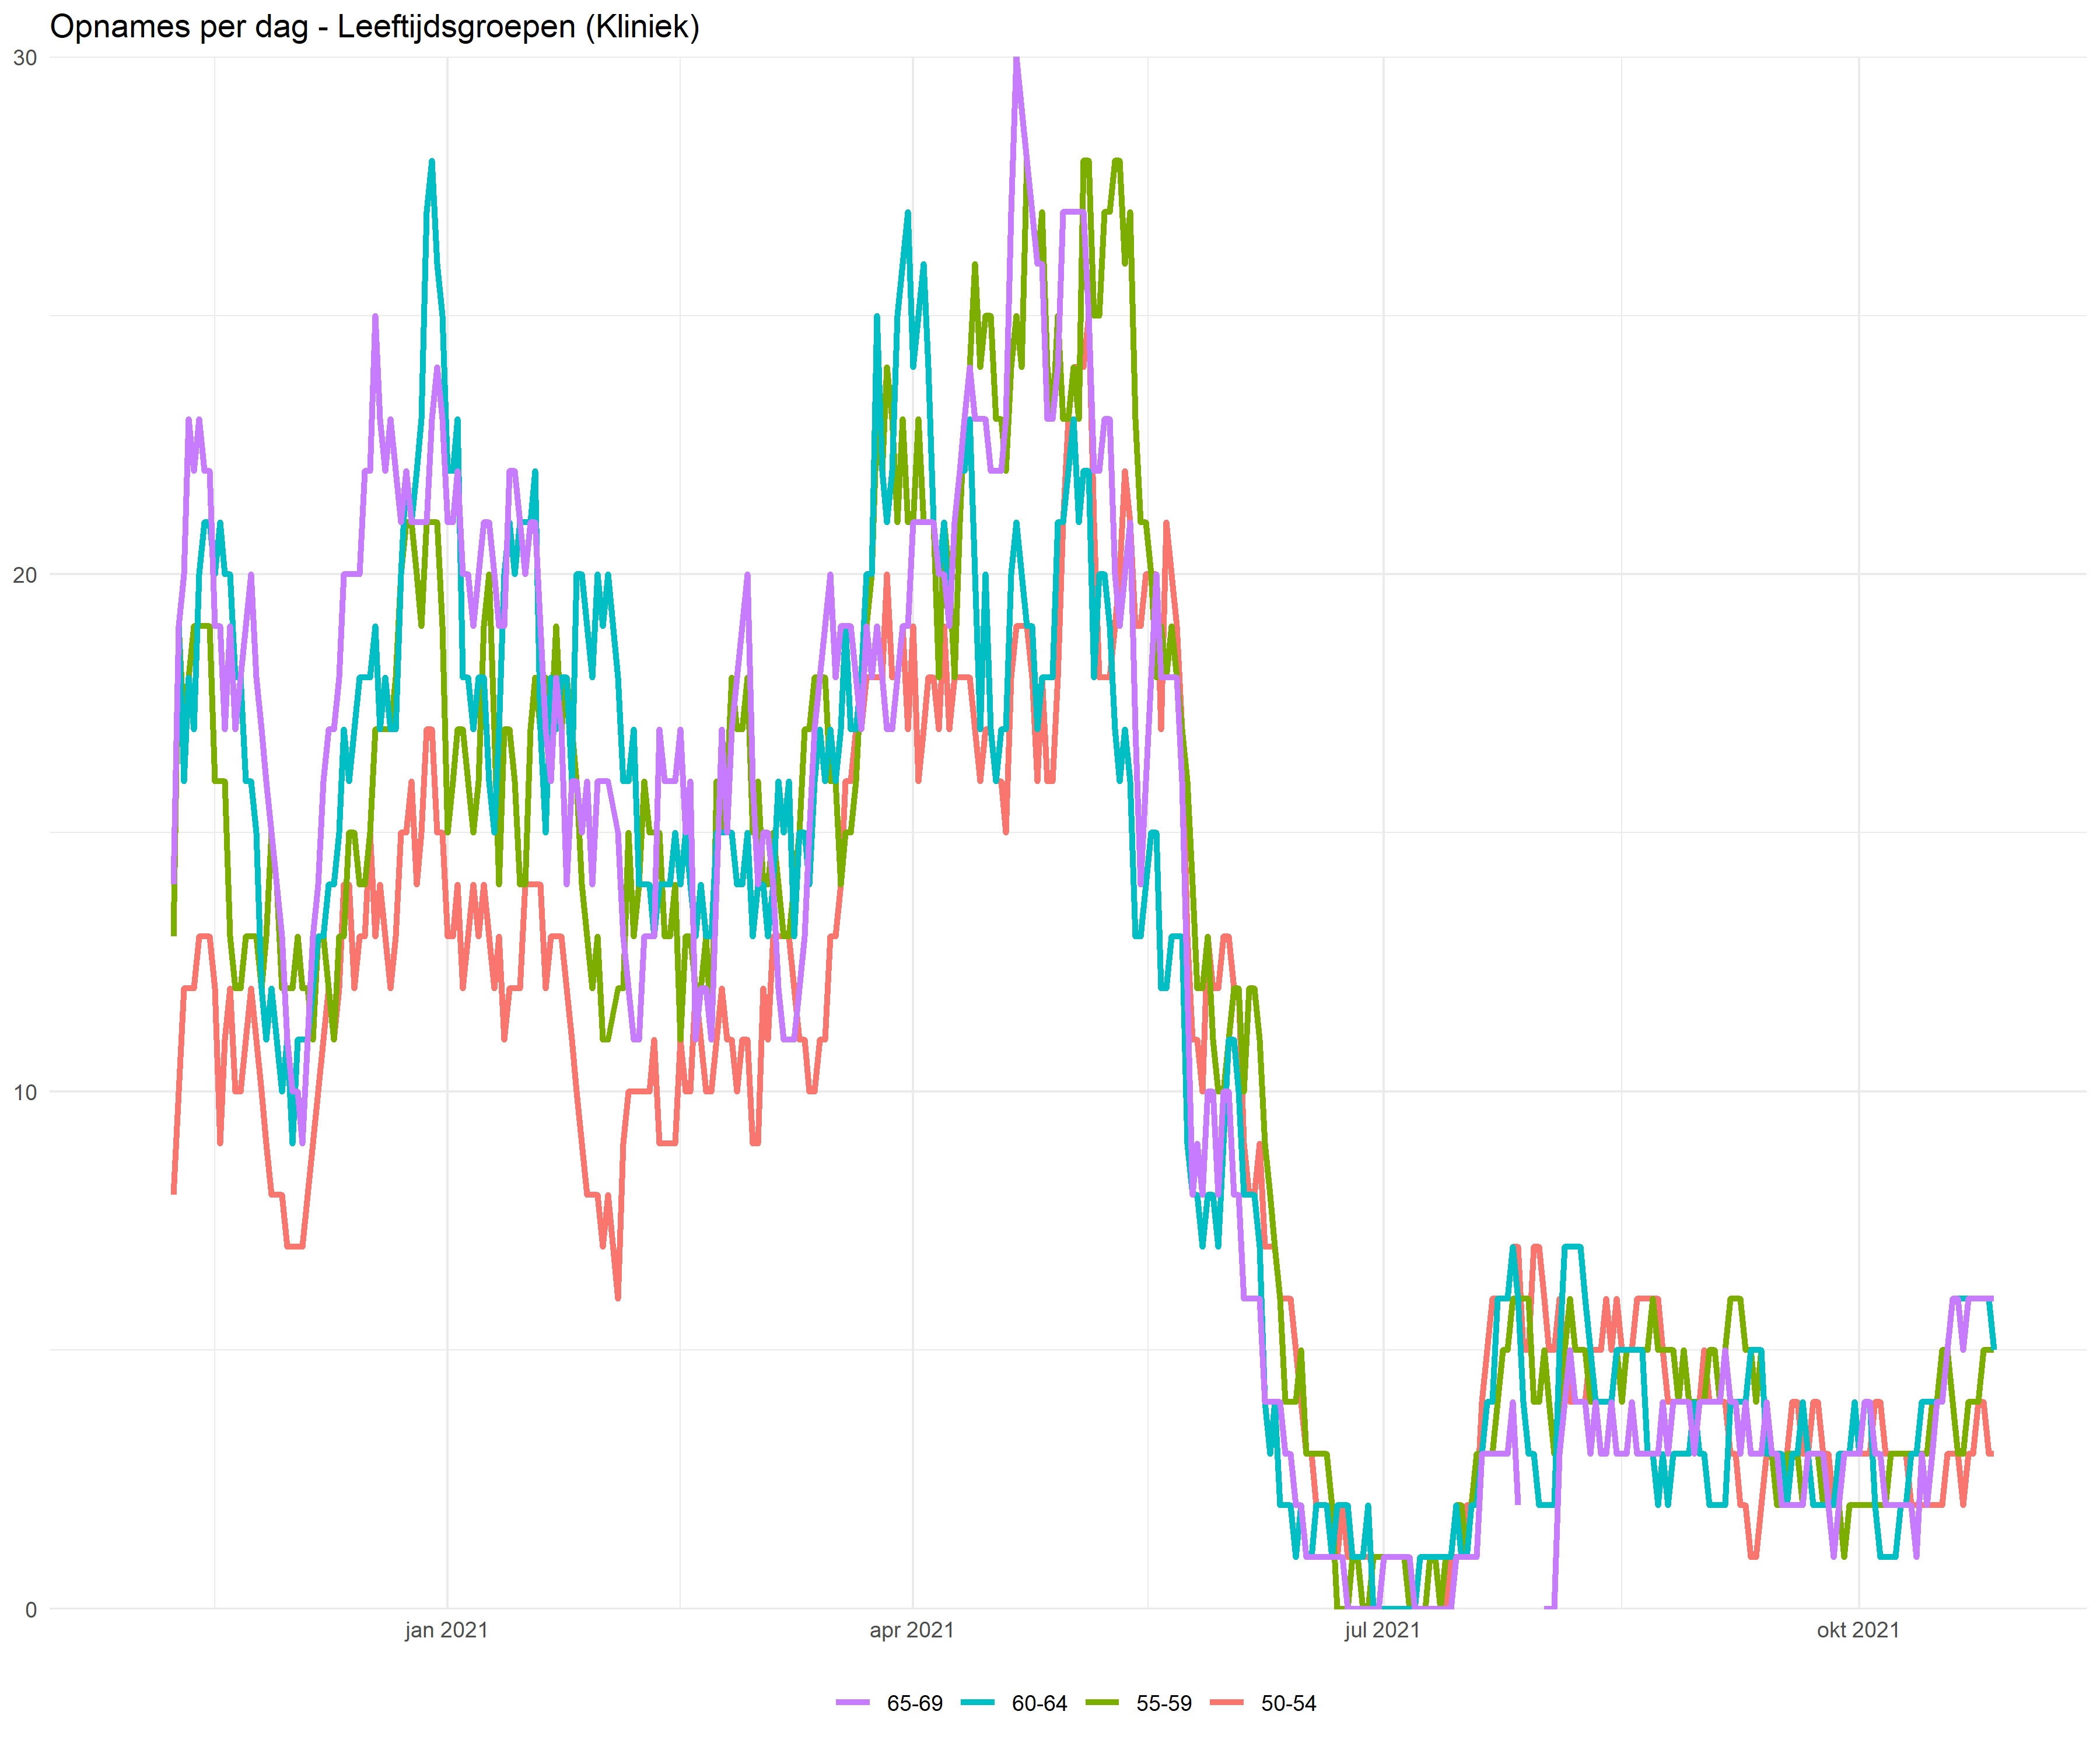 Opnames per dag - Leeftijdsgroepen (Kliniek)
30
20
10
0
jan 2021 apr 2021 jul 2021 okt 2021
65-69 60-64 55-59 50-54